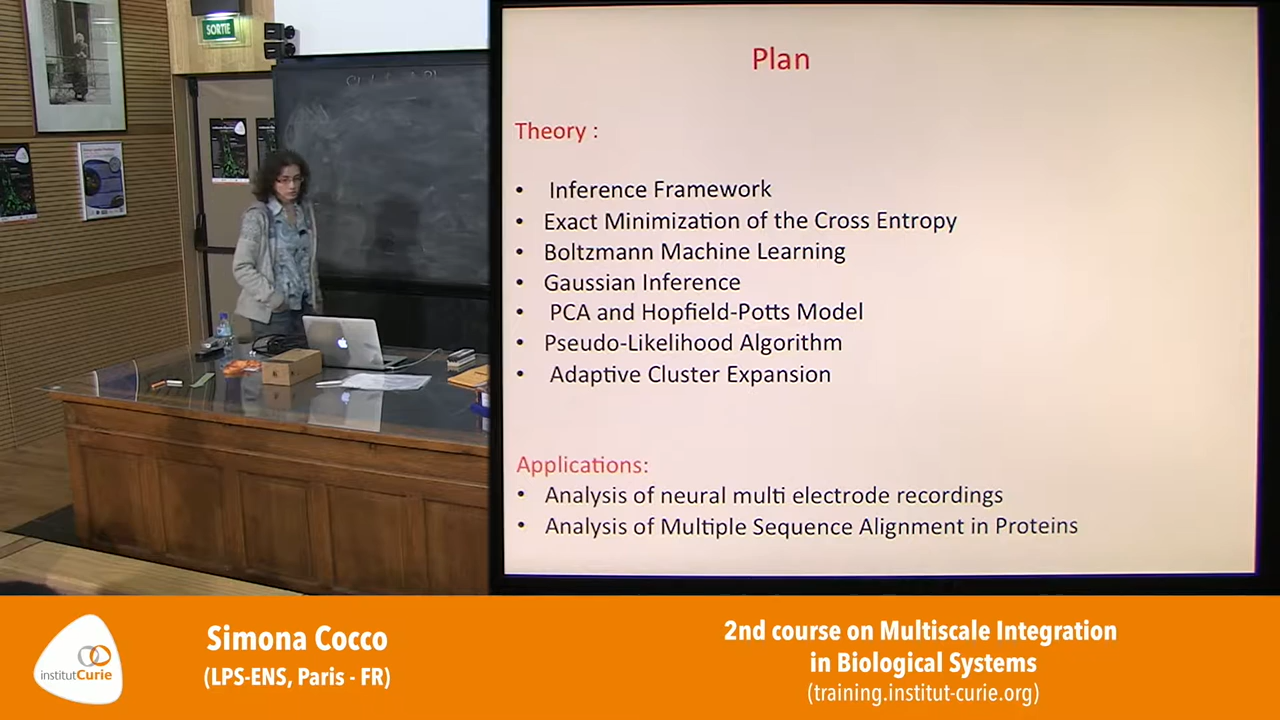 SORTIE
Plan
Theory :
• Inference Framework
• Exact Minimization of the Cross Entropy
• Boltzmann Machine Learning
• Gaussian Inference
• PCA and Hopfield-Potts Model
• Pseudo-Likelihood Algorithm
• Adaptive Cluster Expansion
Applications:
• Analysis of neural multi electrode recordings
• Analysis of Multiple Sequence Alignment in Proteins
institutCurie
Simona Cocco
(LPS-ENS, Paris - FR)
2nd course on Multiscale Integration
in Biological Systems
(training.institut-curie.org)